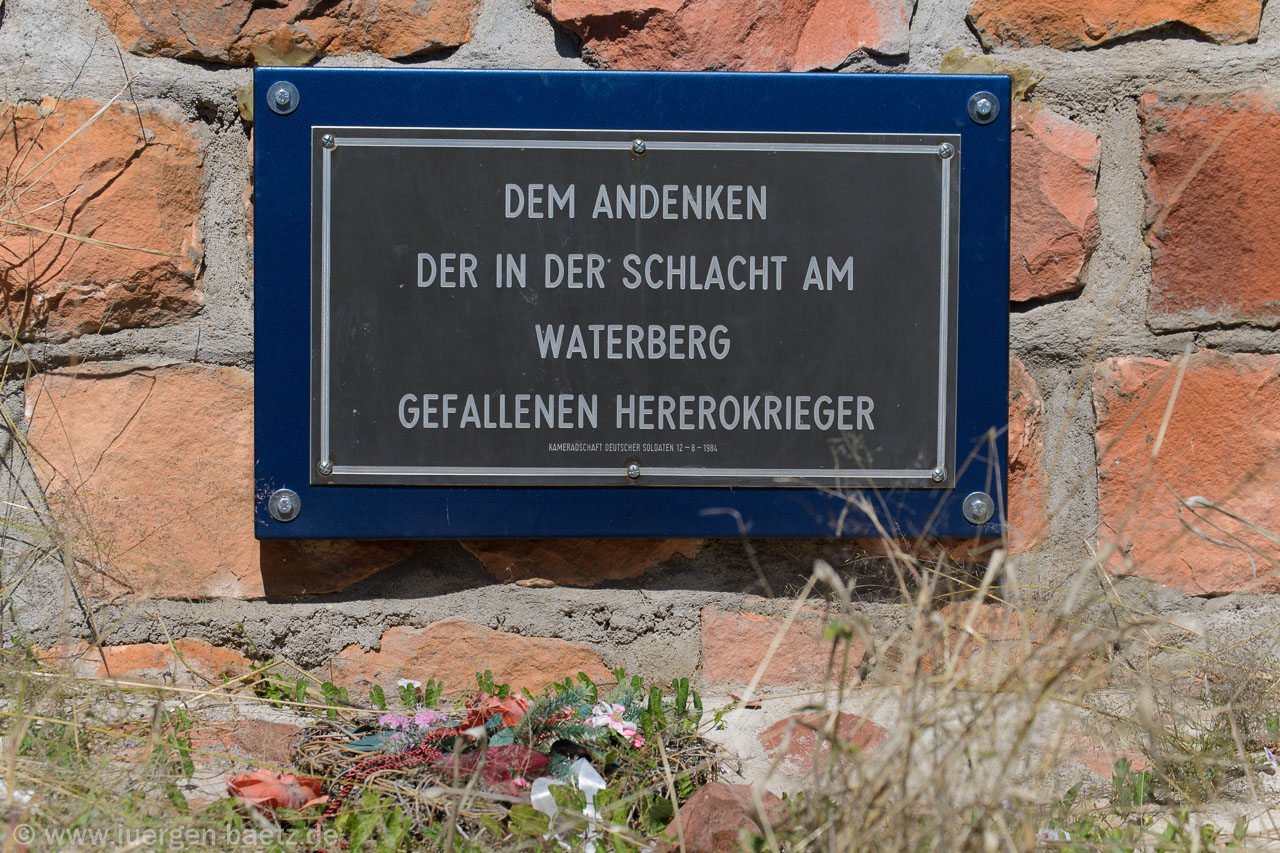 DEM ANDENKEN
DER IN DER SCHLACHT AM
WATERBERG
GEFALLENEN HEREROKRIEGER
KAMERADSCHAFT DEUTSCHER SOLDATEN 12 – 8 – 1984
© www.juergen-baetz.de